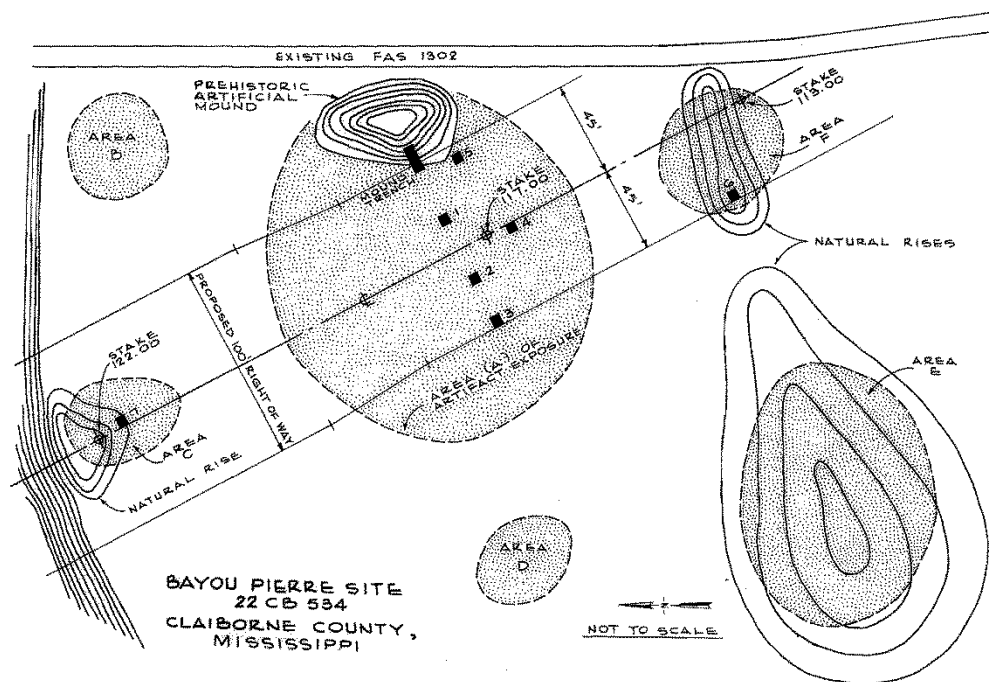 EXISTING FAS 1302
PREHISTORIC
ARTIFICIAL
MOUND
STAKE
113.00
AREA
B
45'
AREA
F
MOUND
TRENCH
5
STAKE
117.00
1
4
45'
6
NATURAL RISES
2
PROPOSED 100' RIGHT OF WAY
3
STAKE
122.00
AREA (A) OF
ARTIFACT EXPOSURE
AREA
E
7
AREA
C
NATURAL RISE
AREA
D
BAYOU PIERRE SITE
22 CB 534
CLAIBORNE COUNTY,
MISSISSIPPI
NOT TO SCALE